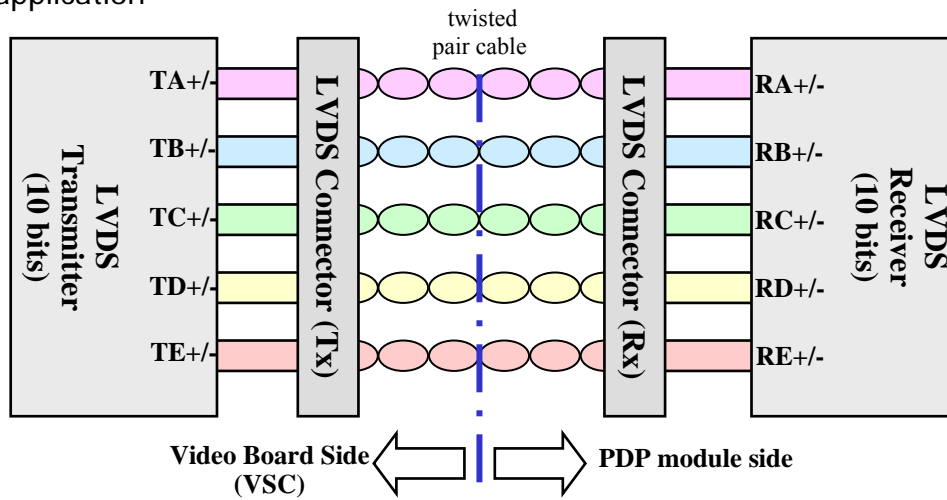 application
twisted
pair cable
LVDS
Transmitter
(10 bits)
TA+/-
TB+/-
TC+/-
TD+/-
TE+/-
LVDS Connector (Tx)
LVDS Connector (Rx)
RA+/-
RB+/-
RC+/-
RD+/-
RE+/-
LVDS
Receiver
(10 bits)
Video Board Side
(VSC)
PDP module side